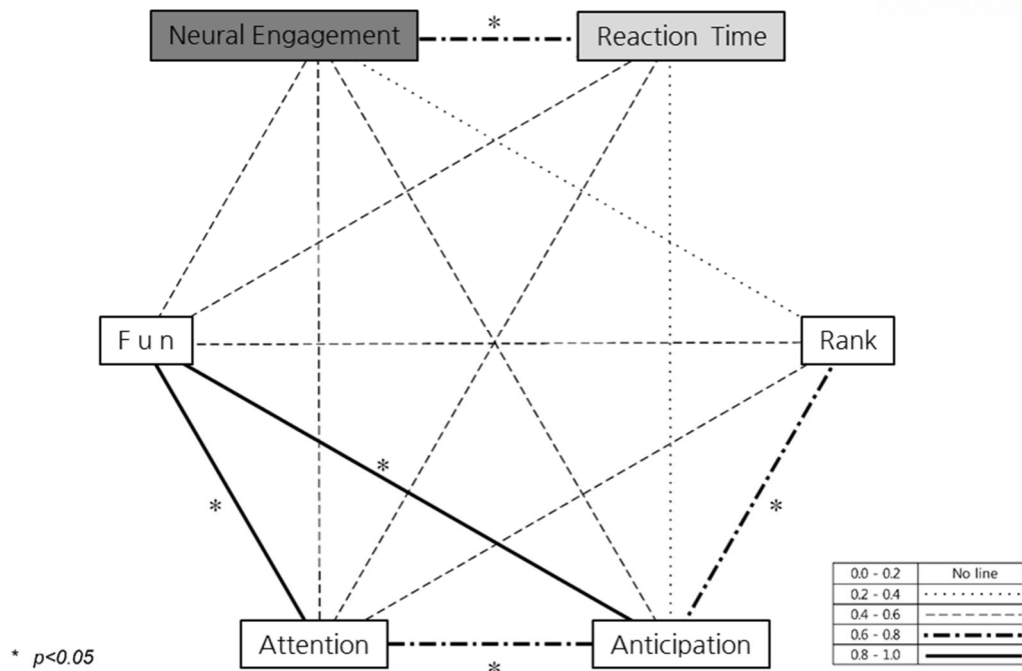 *
Neural Engagement
Reaction Time
Fun
Rank
*
*
*
Attention
Anticipation
*
* p<0.05
0.0 - 0.2 No line
0.2 - 0.4
0.4 - 0.6
0.6 - 0.8
0.8 - 1.0